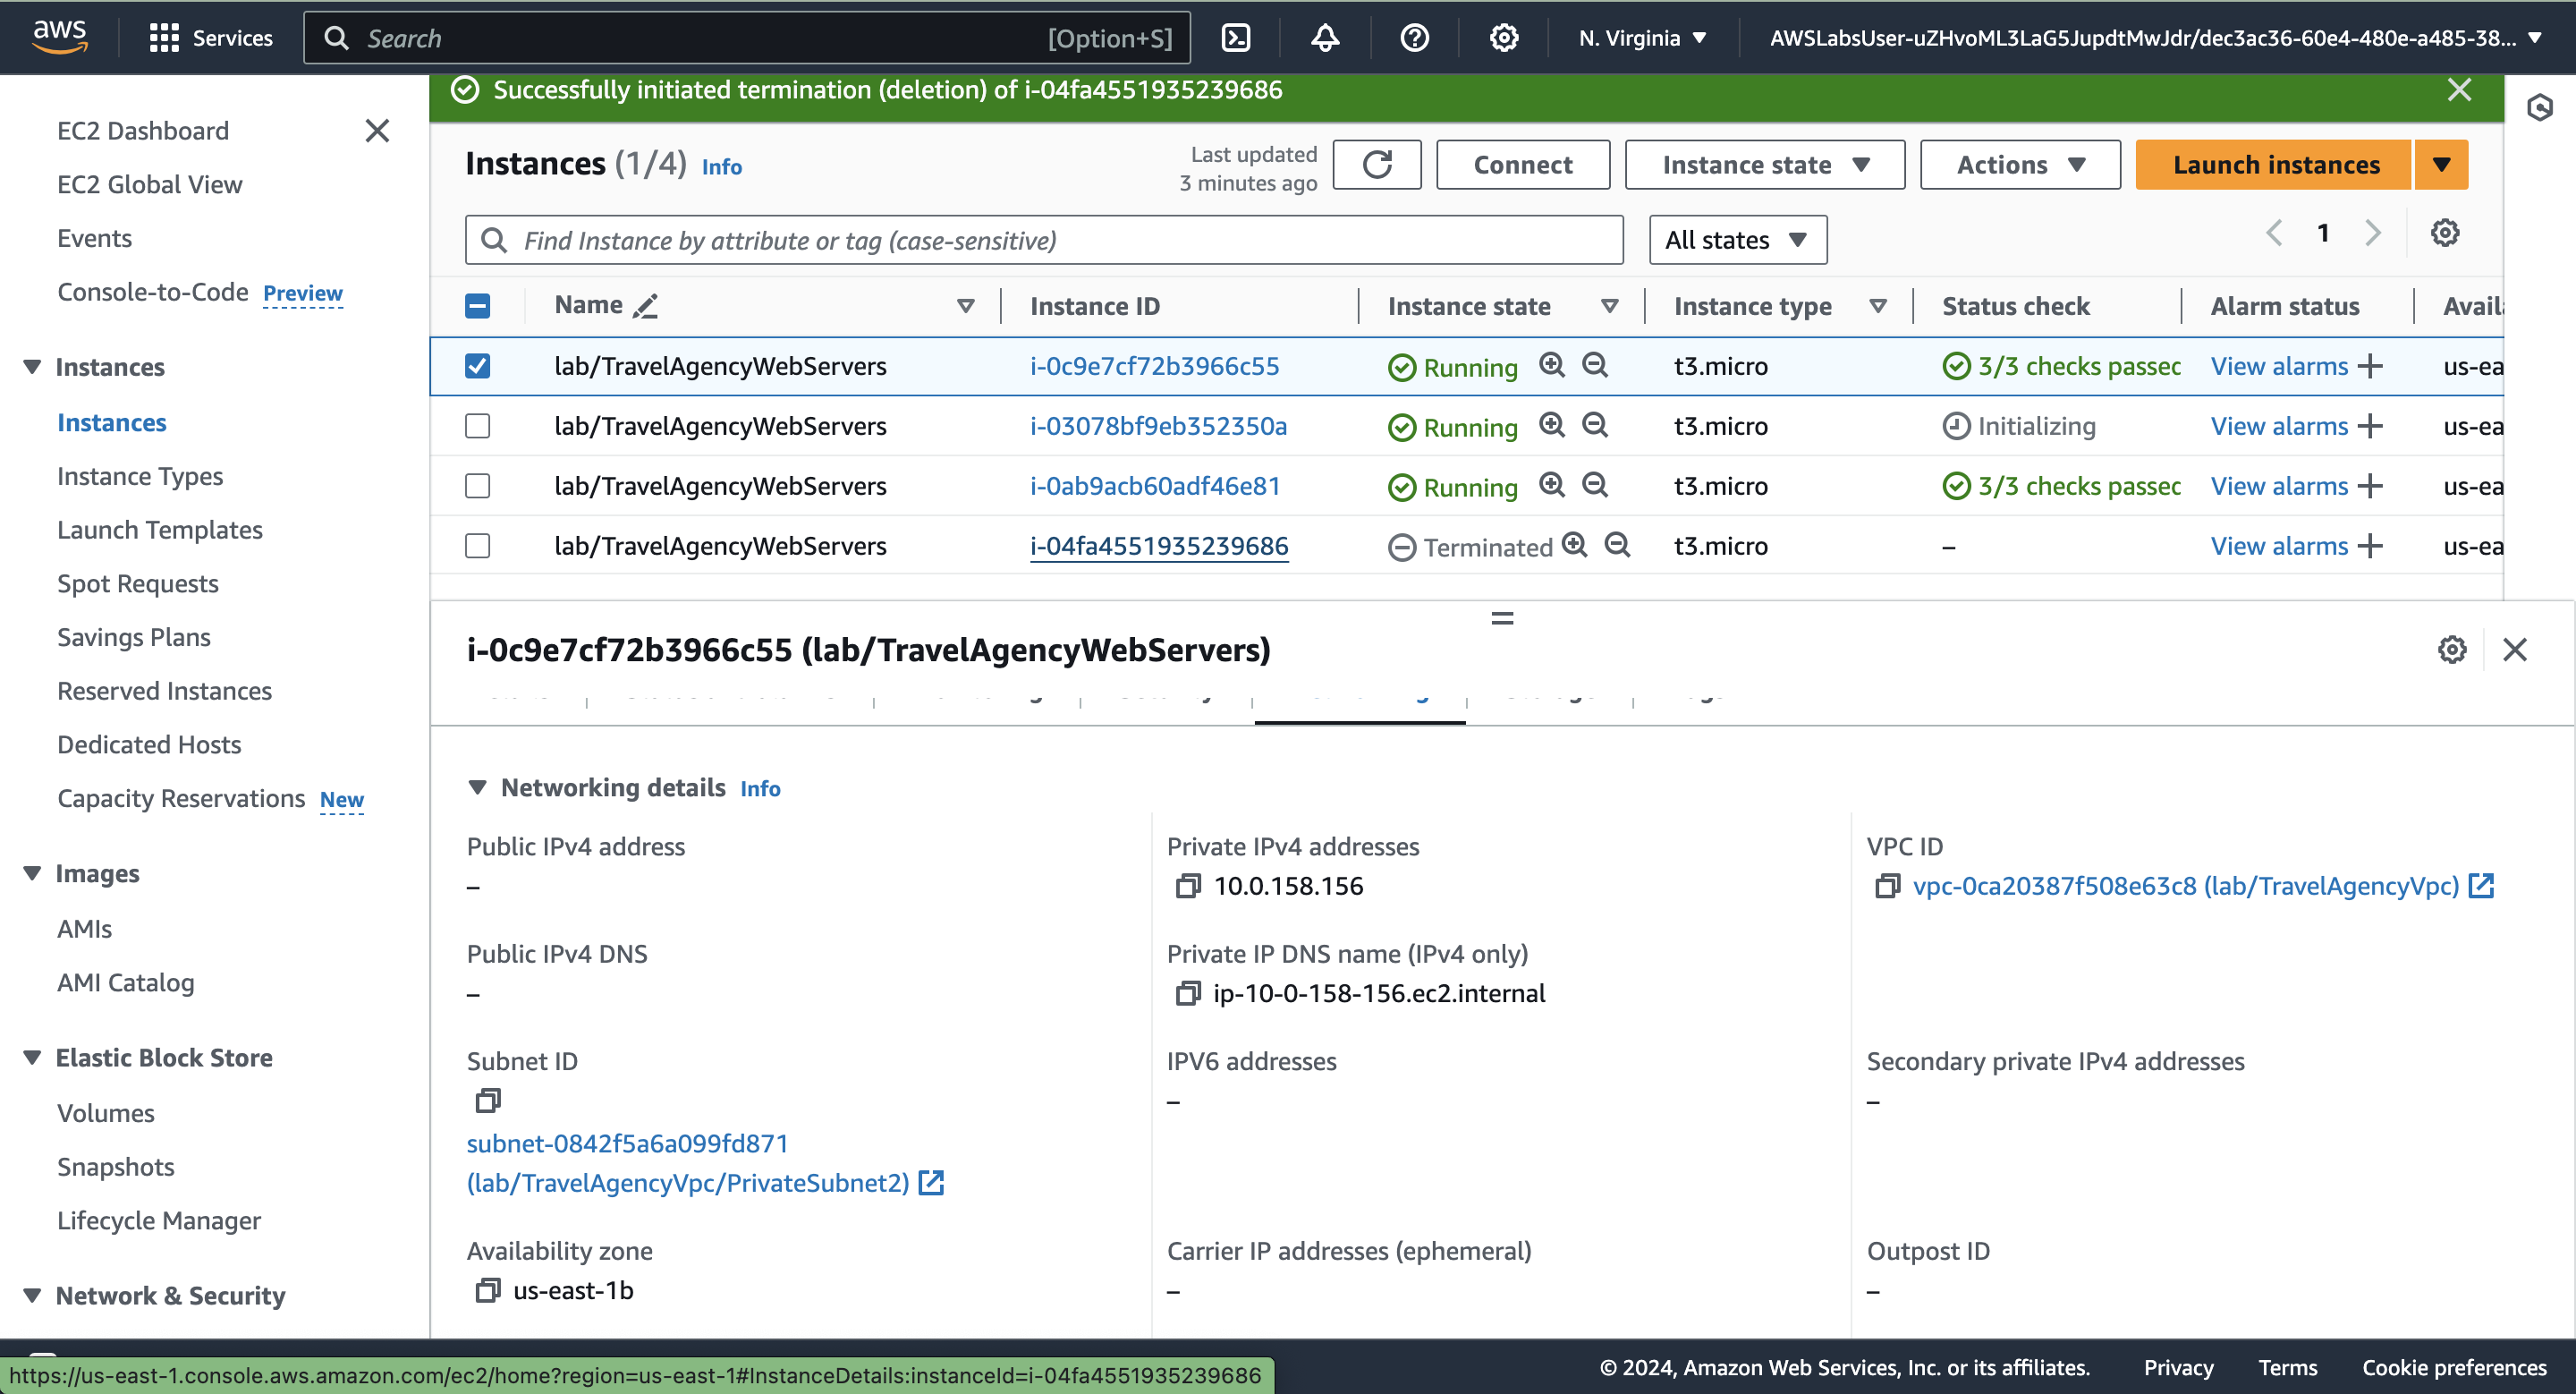 aws
Services
Search
[Option+S]
N. Virginia
AWSLabsUser-uZHvoML3LaG5JupdtMwJdr/dec3ac36-60e4-480e-a485-38...
EC2 Dashboard
EC2 Global View
Events
Console-to-Code Preview
Instances
Instances
Instance Types
Launch Templates
Spot Requests
Savings Plans
Reserved Instances
Dedicated Hosts
Capacity Reservations New
Images
AMIs
AMI Catalog
Elastic Block Store
Volumes
Snapshots
Lifecycle Manager
Network & Security
Successfully initiated termination (deletion) of i-04fa4551935239686
Instances (1/4) Info
Last updated
3 minutes ago
Connect
Instance state
Actions
Launch instances
Find Instance by attribute or tag (case-sensitive)
All states
1
Name Instance ID Instance state Instance type Status check Alarm status Avail
lab/TravelAgencyWebServers i-0c9e7cf72b3966c55 Running t3.micro 3/3 checks passec View alarms + us-ea
lab/TravelAgencyWebServers i-03078bf9eb352350a Running t3.micro Initializing View alarms + us-ea
lab/TravelAgencyWebServers i-0ab9acb60adf46e81 Running t3.micro 3/3 checks passec View alarms + us-ea
lab/TravelAgencyWebServers i-04fa4551935239686 Terminated t3.micro – View alarms + us-ea
i-0c9e7cf72b3966c55 (lab/TravelAgencyWebServers)
Networking details Info
Public IPv4 address
–
Private IPv4 addresses
10.0.158.156
VPC ID
vpc-0ca20387f508e63c8 (lab/TravelAgencyVpc)
Public IPv4 DNS
–
Private IP DNS name (IPv4 only)
ip-10-0-158-156.ec2.internal
Subnet ID
subnet-0842f5a6a099fd871
(lab/TravelAgencyVpc/PrivateSubnet2)
IPV6 addresses
–
Secondary private IPv4 addresses
–
Availability zone
us-east-1b
Carrier IP addresses (ephemeral)
–
Outpost ID
–
https://us-east-1.console.aws.amazon.com/ec2/home?region=us-east-1#InstanceDetails:instanceId=i-04fa4551935239686
© 2024, Amazon Web Services, Inc. or its affiliates.
Privacy
Terms
Cookie preferences